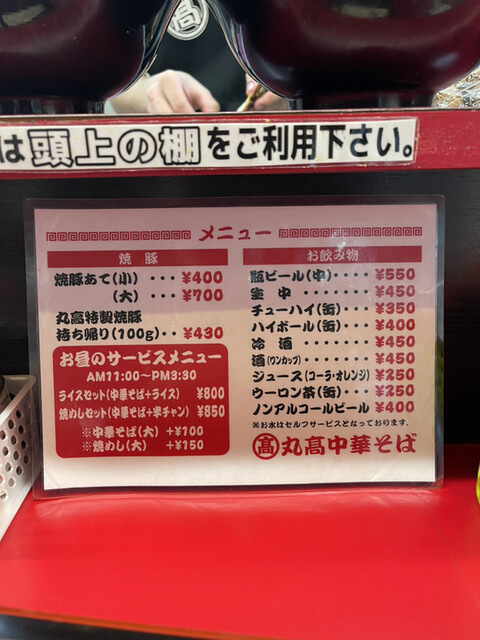 高
は頭上の棚をご利用下さい。
メニュー
焼豚
焼豚あて(小)・・・¥400
(大)・・・¥700
丸高特製焼豚
持ち帰り(100g)・・¥430
お昼のサービスメニュー
AM11:00〜PM3:30
ライスセット(中華そば+ライス) ¥800
焼めしセット(中華そば+半チャン) ¥850
※中華そば(大) +¥100
※焼めし(大) +¥150
お飲み物
瓶ビール(中)・・・・¥550
生中・・・・・・・¥450
チューハイ(缶)・・・¥350
ハイボール(缶)・・・¥400
冷酒・・・・・・・¥450
酒(ワンカップ)・・・・¥450
ジュース(コーラ・オレンジ) ¥250
ウーロン茶(缶)・・・¥250
ノンアルコールビール ¥400
※お水はセルフサービスとなっております。
高 丸高中華そば